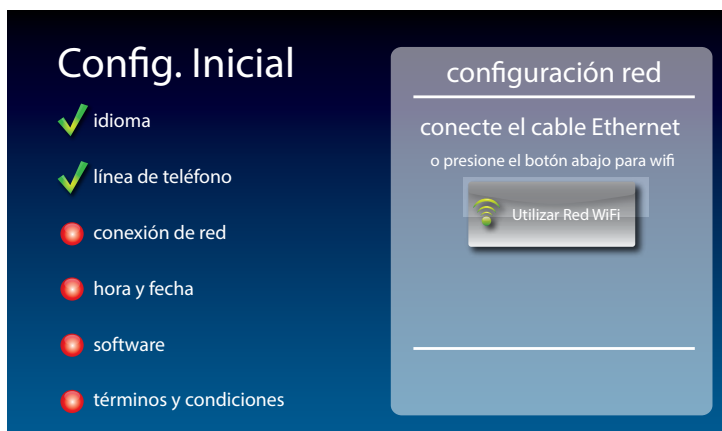 Config. Inicial
idioma
línea de teléfono
conexión de red
hora y fecha
software
términos y condiciones
configuración red
conecte el cable Ethernet
o presione el botón abajo para wifi
Utilizar Red WiFi